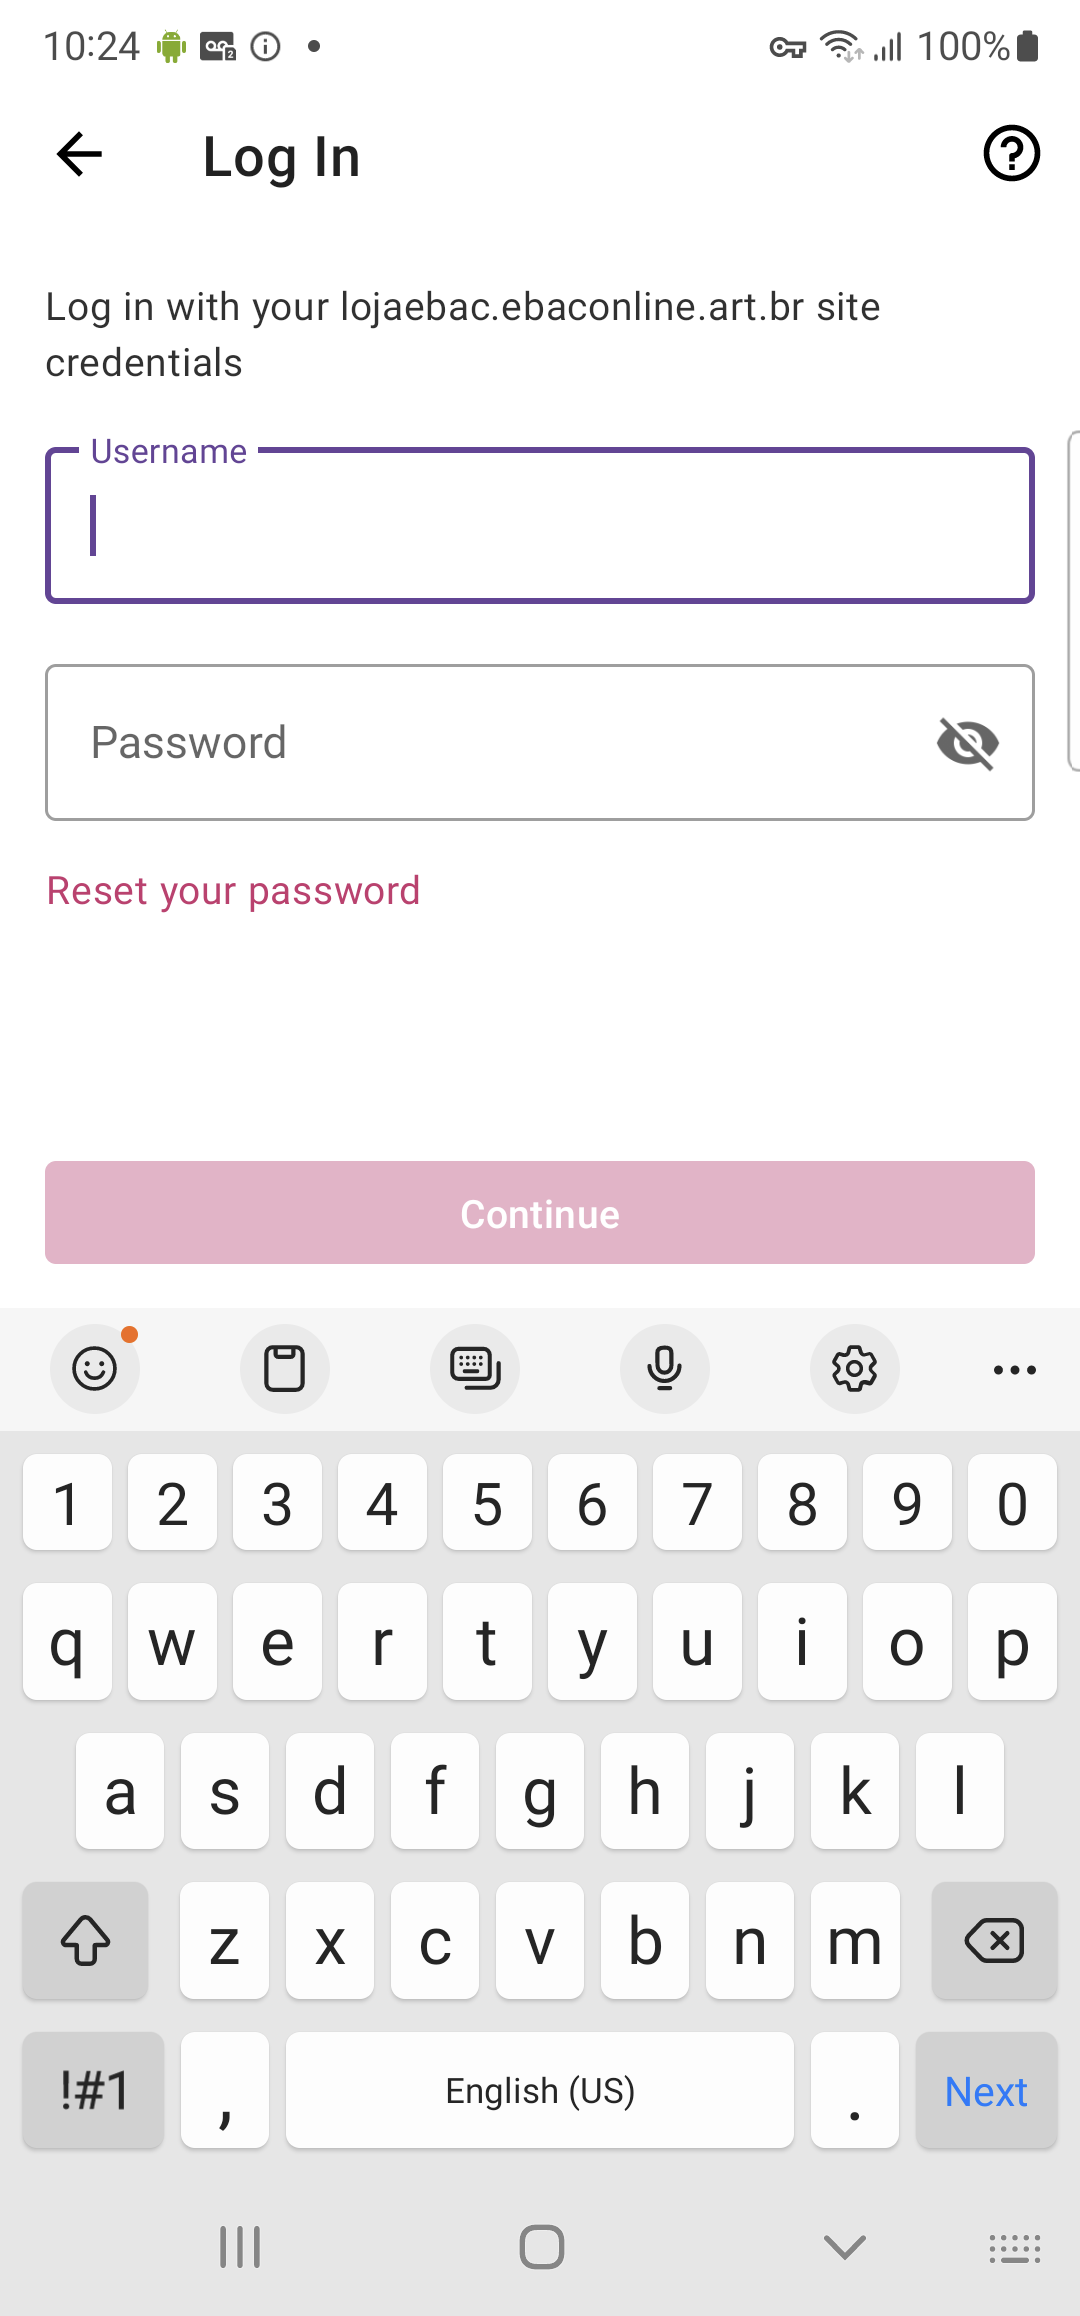 10:24
100%
Log In
Log in with your lojaebac.ebaconline.art.br site
credentials
Username
Password
Reset your password
Continue
1 2 3 4 5 6 7 8 9 0
q w e r t y u i o p
a s d f g h j k l
z x c v b n m
!#1 , English (US) . Next